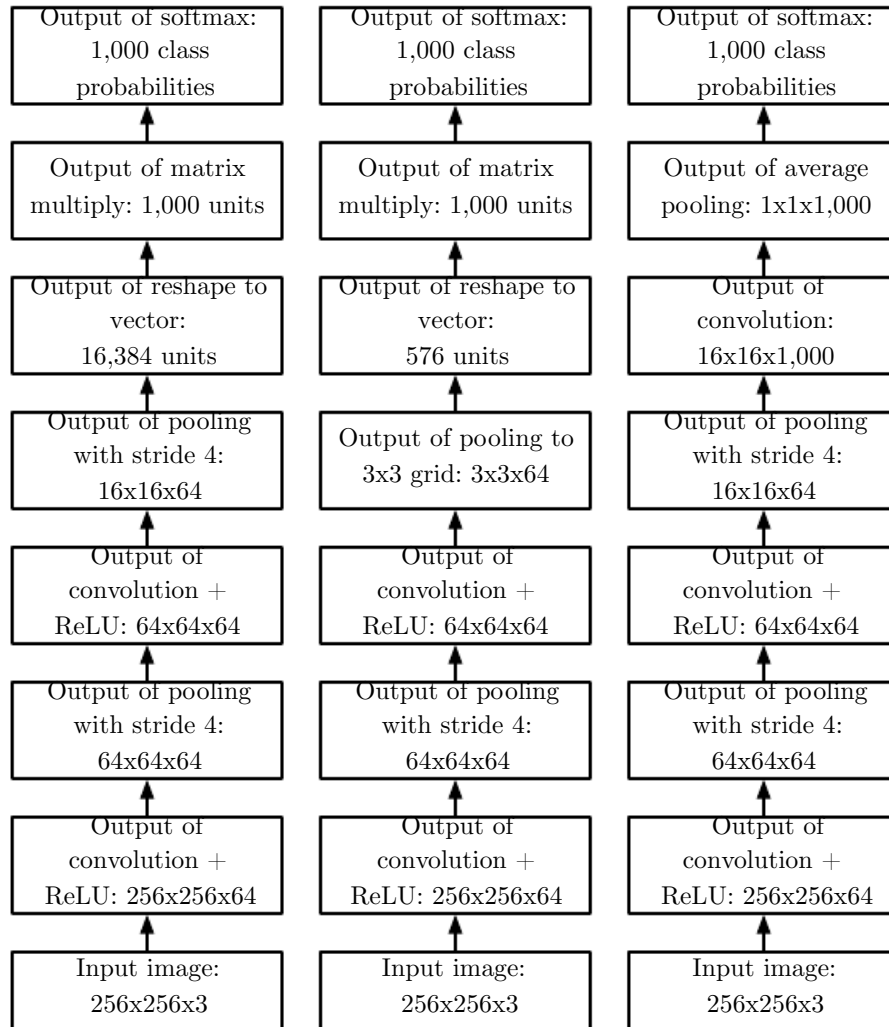 Output of softmax:
1,000 class
probabilities
Output of matrix
multiply: 1,000 units
Output of reshape to
vector:
16,384 units
Output of pooling
with stride 4:
16x16x64
Output of
convolution +
ReLU: 64x64x64
Output of pooling
with stride 4:
64x64x64
Output of
convolution +
ReLU: 256x256x64
Input image:
256x256x3
Output of softmax:
1,000 class
probabilities
Output of matrix
multiply: 1,000 units
Output of reshape to
vector:
576 units
Output of pooling to
3x3 grid: 3x3x64
Output of
convolution +
ReLU: 64x64x64
Output of pooling
with stride 4:
64x64x64
Output of
convolution +
ReLU: 256x256x64
Input image:
256x256x3
Output of softmax:
1,000 class
probabilities
Output of average
pooling: 1x1x1,000
Output of
convolution:
16x16x1,000
Output of pooling
with stride 4:
16x16x64
Output of
convolution +
ReLU: 64x64x64
Output of pooling
with stride 4:
64x64x64
Output of
convolution +
ReLU: 256x256x64
Input image:
256x256x3